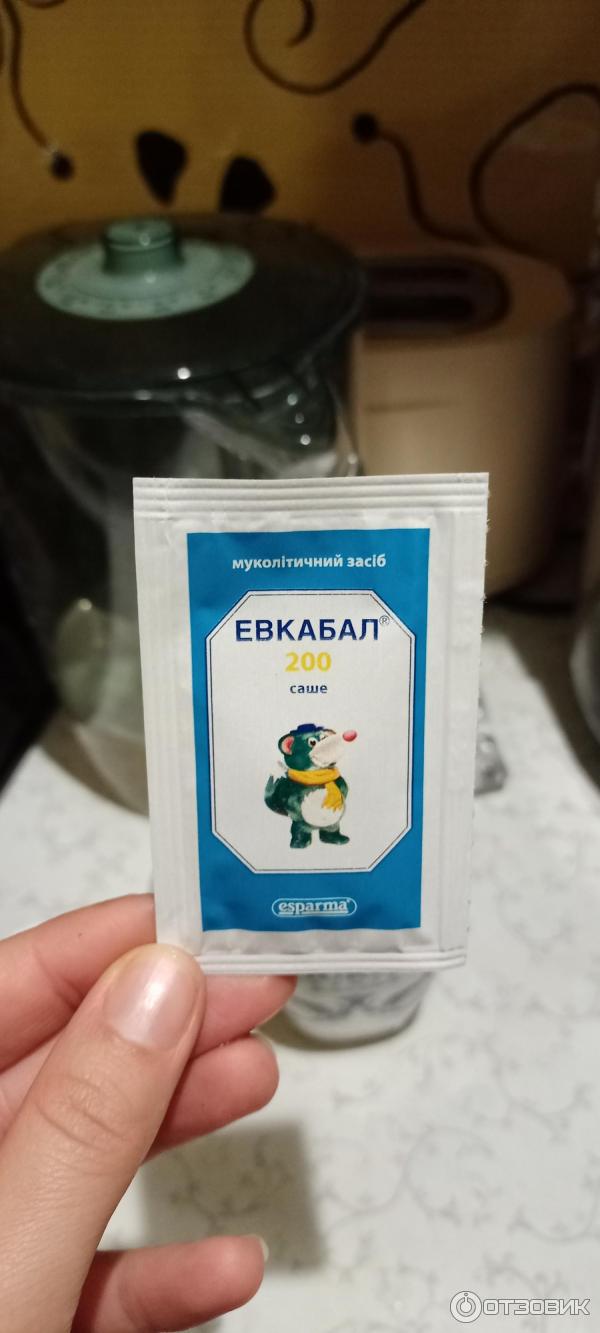 муколітичний засіб
ЕВКАБАЛ®
200
саше
esparma®
ОТЗОВИК